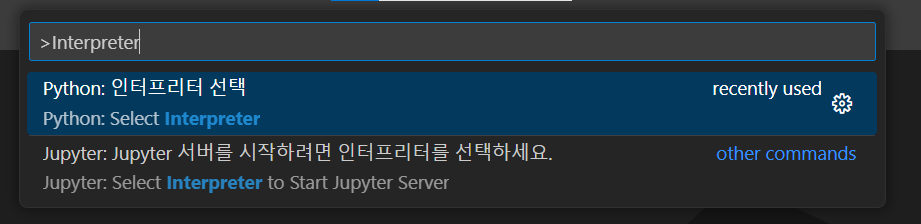 >Interpreter
Python: 인터프리터 선택 recently used
Python: Select Interpreter
Jupyter: Jupyter 서버를 시작하려면 인터프리터를 선택하세요. other commands
Jupyter: Select Interpreter to Start Jupyter Server